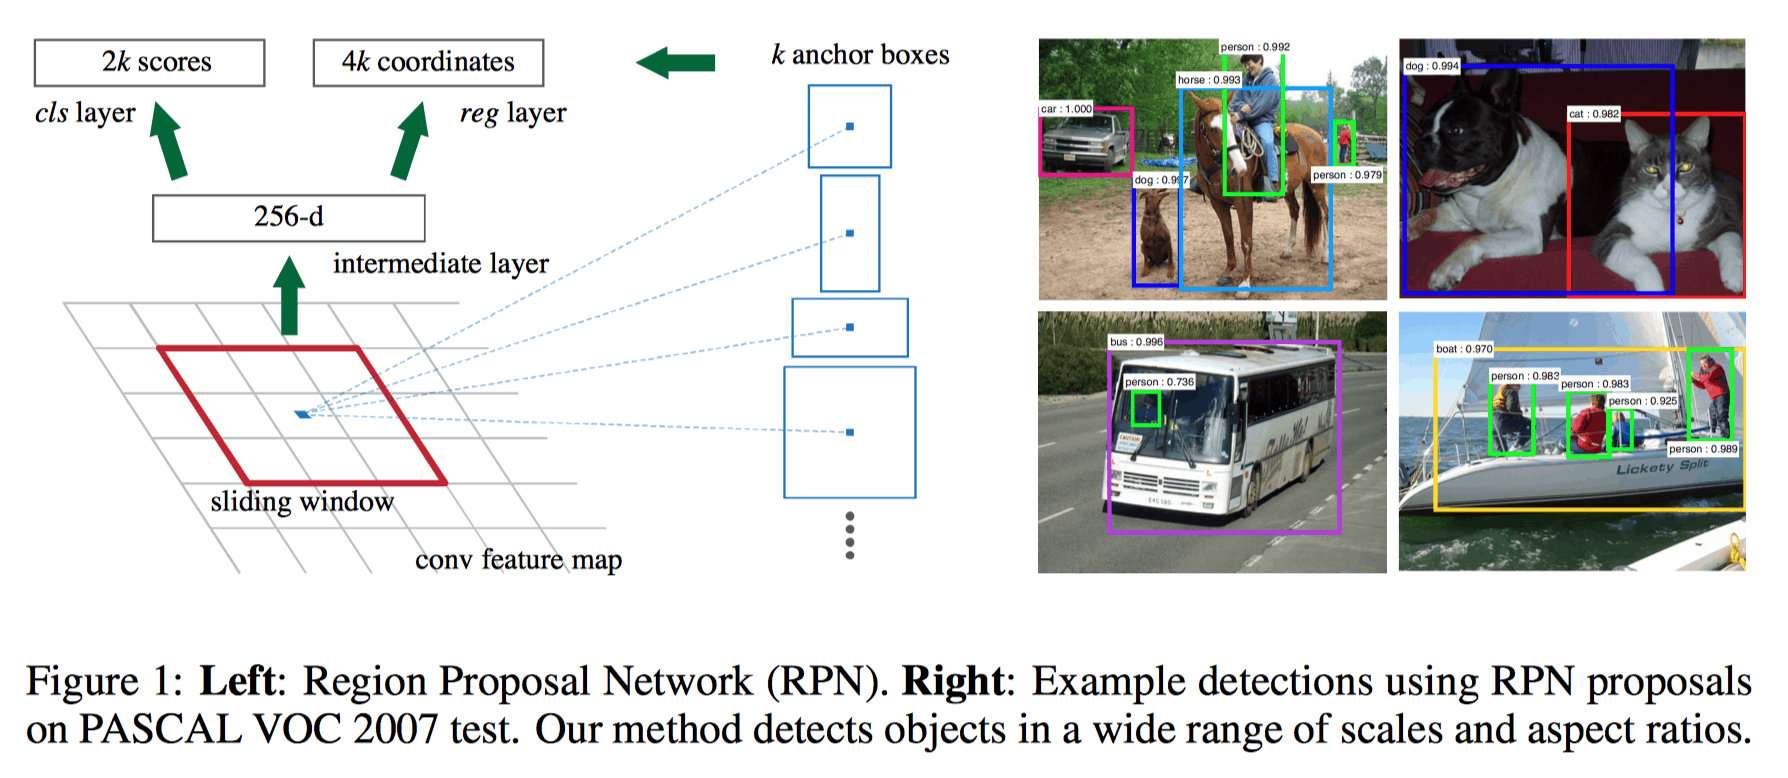 2k scores
4k coordinates
k anchor boxes
cls layer
reg layer
256-d
intermediate layer
sliding window
conv feature map
person : 0.992
horse : 0.993
car : 1.000
dog : 0.997
person : 0.979
dog : 0.994
cat : 0.982
bus : 0.996
person : 0.736
CAUTION
boat : 0.970
person : 0.983
person : 0.983
person : 0.925
person : 0.989
Lickety Split
Figure 1: Left: Region Proposal Network (RPN). Right: Example detections using RPN proposals
on PASCAL VOC 2007 test. Our method detects objects in a wide range of scales and aspect ratios.